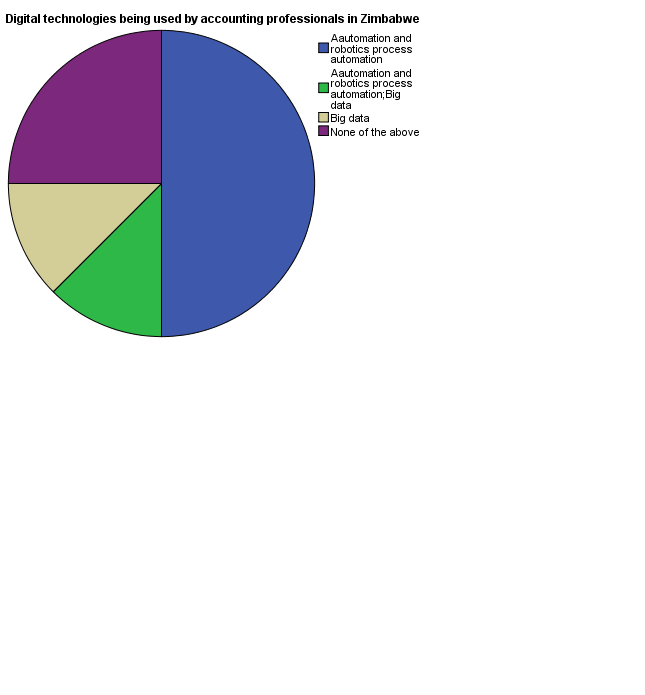 Digital technologies being used by accounting professionals in Zimbabwe
Aautomation and
robotics process
automation
Aautomation and
robotics process
automation;Big
data
Big data
None of the above